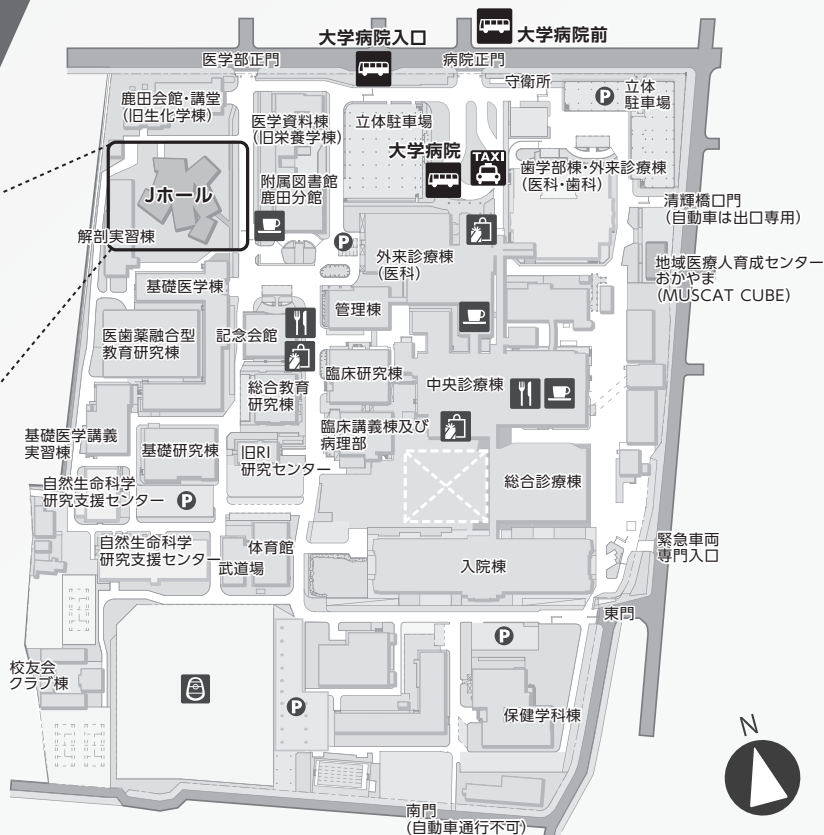 大学病院入口
大学病院前
医学部正門
病院正門
守衛所
鹿田会館・講堂
(旧生化学棟)
医学資料棟
(旧栄養学棟)
立体駐車場
P
立体
駐車場
大学病院
TAXI
歯学部棟・外来診療棟
(医科・歯科)
Jホール
附属図書館
鹿田分館
清輝橋口門
(自動車は出口専用)
解剖実習棟
P
外来診療棟
(医科)
地域医療人育成センター
おかやま
(MUSCAT CUBE)
基礎医学棟
管理棟
医歯薬融合型
教育研究棟
記念会館
臨床研究棟
中央診療棟
総合教育
研究棟
臨床講義棟及び
病理部
基礎医学講義
実習棟
基礎研究棟
旧RI
研究センター
総合診療棟
自然生命科学
研究支援センター
P
自然生命科学
研究支援センター
体育館
武道場
入院棟
緊急車両
専門入口
東門
P
校友会
クラブ棟
P
保健学科棟
N
南門
(自動車通行不可)